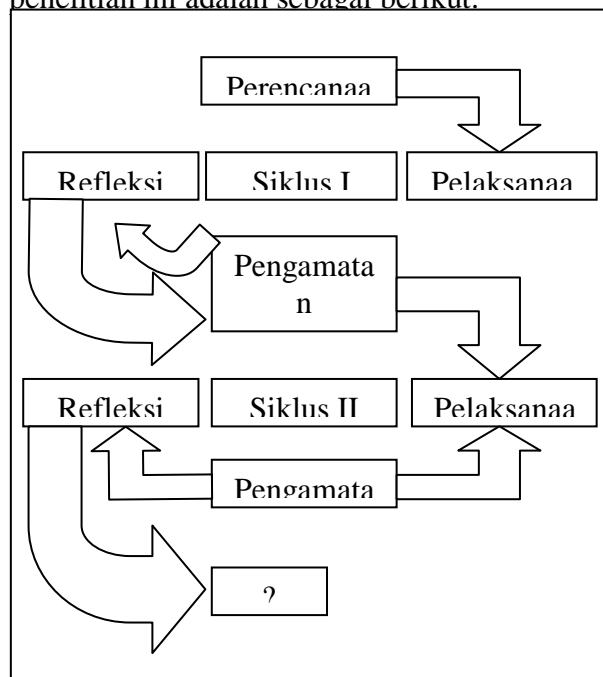 penelitian ini adalah sebagai berikut:
Perencanaa
Refleksi Siklus I Pelaksanaa
Pengamata
n
Refleksi Siklus II Pelaksanaa
Pengamata
?